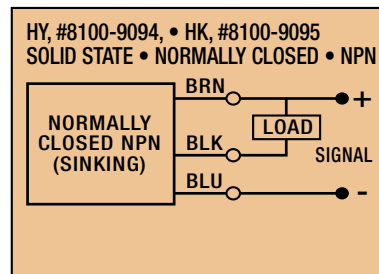 HY, #8100-9094, • HK, #8100-9095
SOLID STATE • NORMALLY CLOSED • NPN
BRN
+
NORMALLY
CLOSED NPN
(SINKING)
LOAD
BLK
SIGNAL
BLU
-